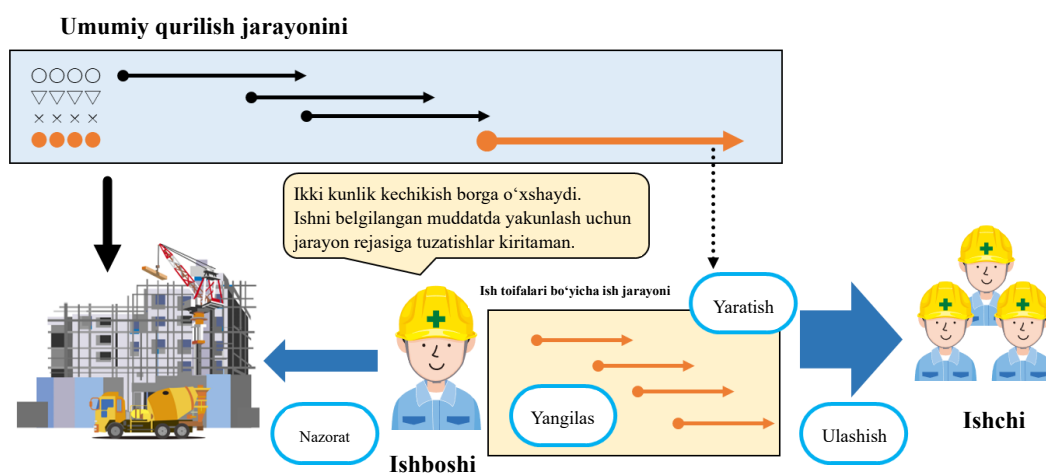 Umumiy qurilish jarayonini
Ikki kunlik kechikish borga o‘xshaydi.
Ishni belgilangan muddatda yakunlash uchun
jarayon rejasiga tuzatishlar kiritaman.
Ish toifalari bo‘yicha ish jarayoni
Yaratish
Yangilas
Nazorat
Ulashish
Ishboshi
Ishchi